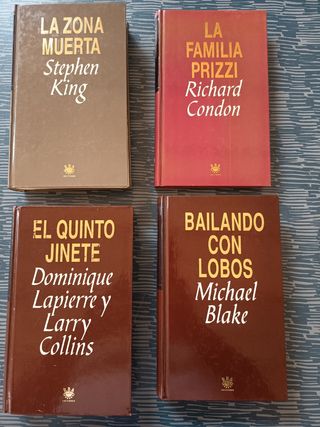 LA ZONA
MUERTA
Stephen
King
LA
FAMILIA
PRIZZI
Richard
Condon
EL QUINTO
JINETE
Dominique
Lapierre y
Larry
Collins
BAILANDO
CON
LOBOS
Michael
Blake